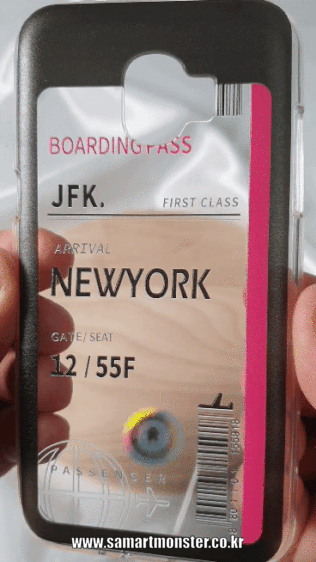 BOARDING PASS
JFK.
FIRST CLASS
ARRIVAL
NEWYORK
GATE/SEAT
12 / 55F
PASSENGER
www.samartmonster.co.kr